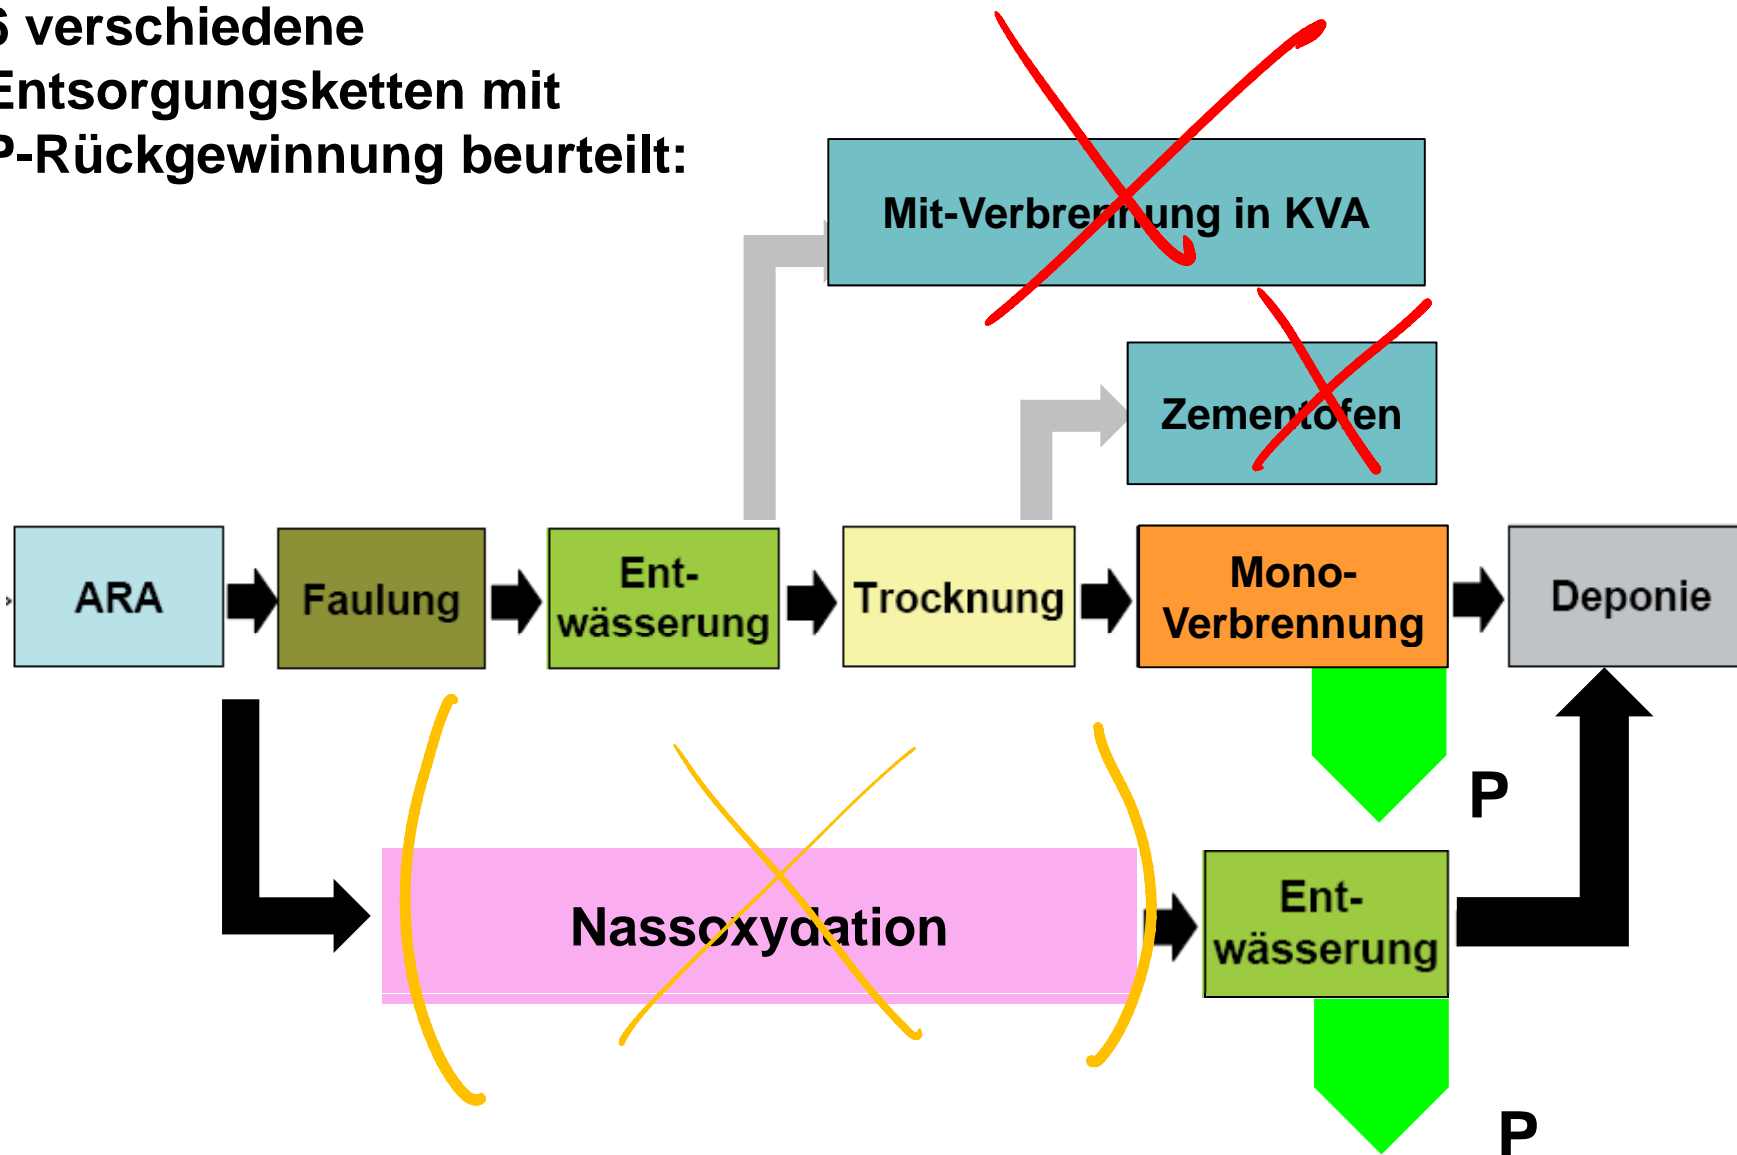 6 verschiedene
Entsorgungsketten mit
P-Rückgewinnung beurteilt:
Mit-Verbrennung in KVA
Zementofen
ARA
Faulung
Ent-
wässerung
Trocknung
Mono-
Verbrennung
Deponie
P
Nassoxydation
Ent-
wässerung
P